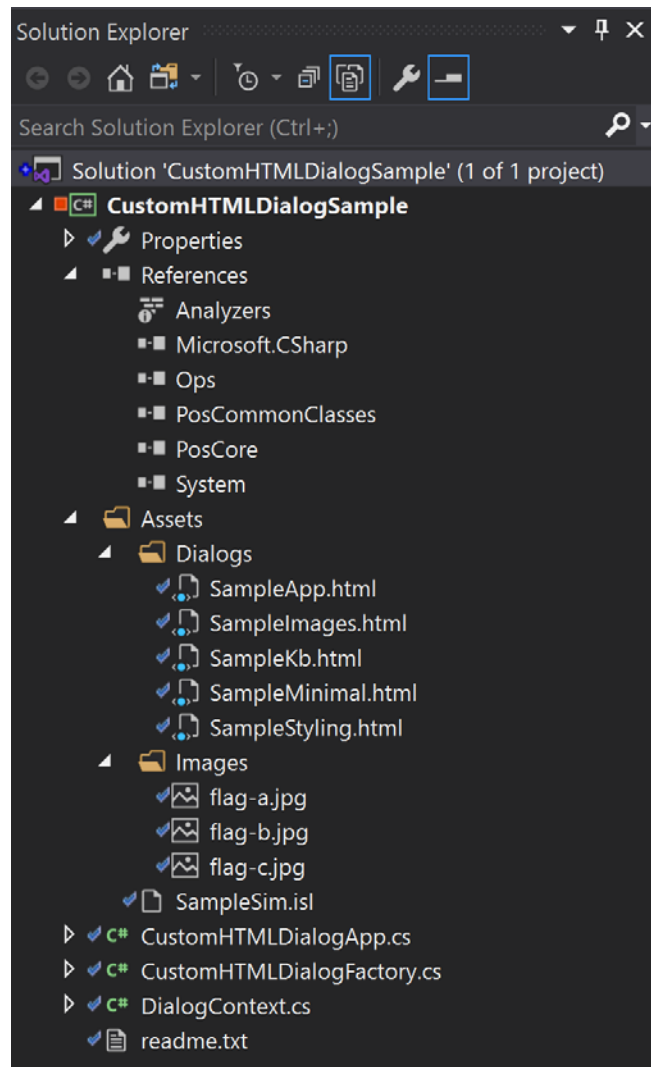 Solution Explorer
Search Solution Explorer (Ctrl+;)
Solution 'CustomHTMLDialogSample' (1 of 1 project)
C# CustomHTMLDialogSample
Properties
References
Analyzers
Microsoft.CSharp
Ops
PosCommonClasses
PosCore
System
Assets
Dialogs
SampleApp.html
SampleImages.html
SampleKb.html
SampleMinimal.html
SampleStyling.html
Images
flag-a.jpg
flag-b.jpg
flag-c.jpg
SampleSim.isl
C# CustomHTMLDialogApp.cs
C# CustomHTMLDialogFactory.cs
C# DialogContext.cs
readme.txt